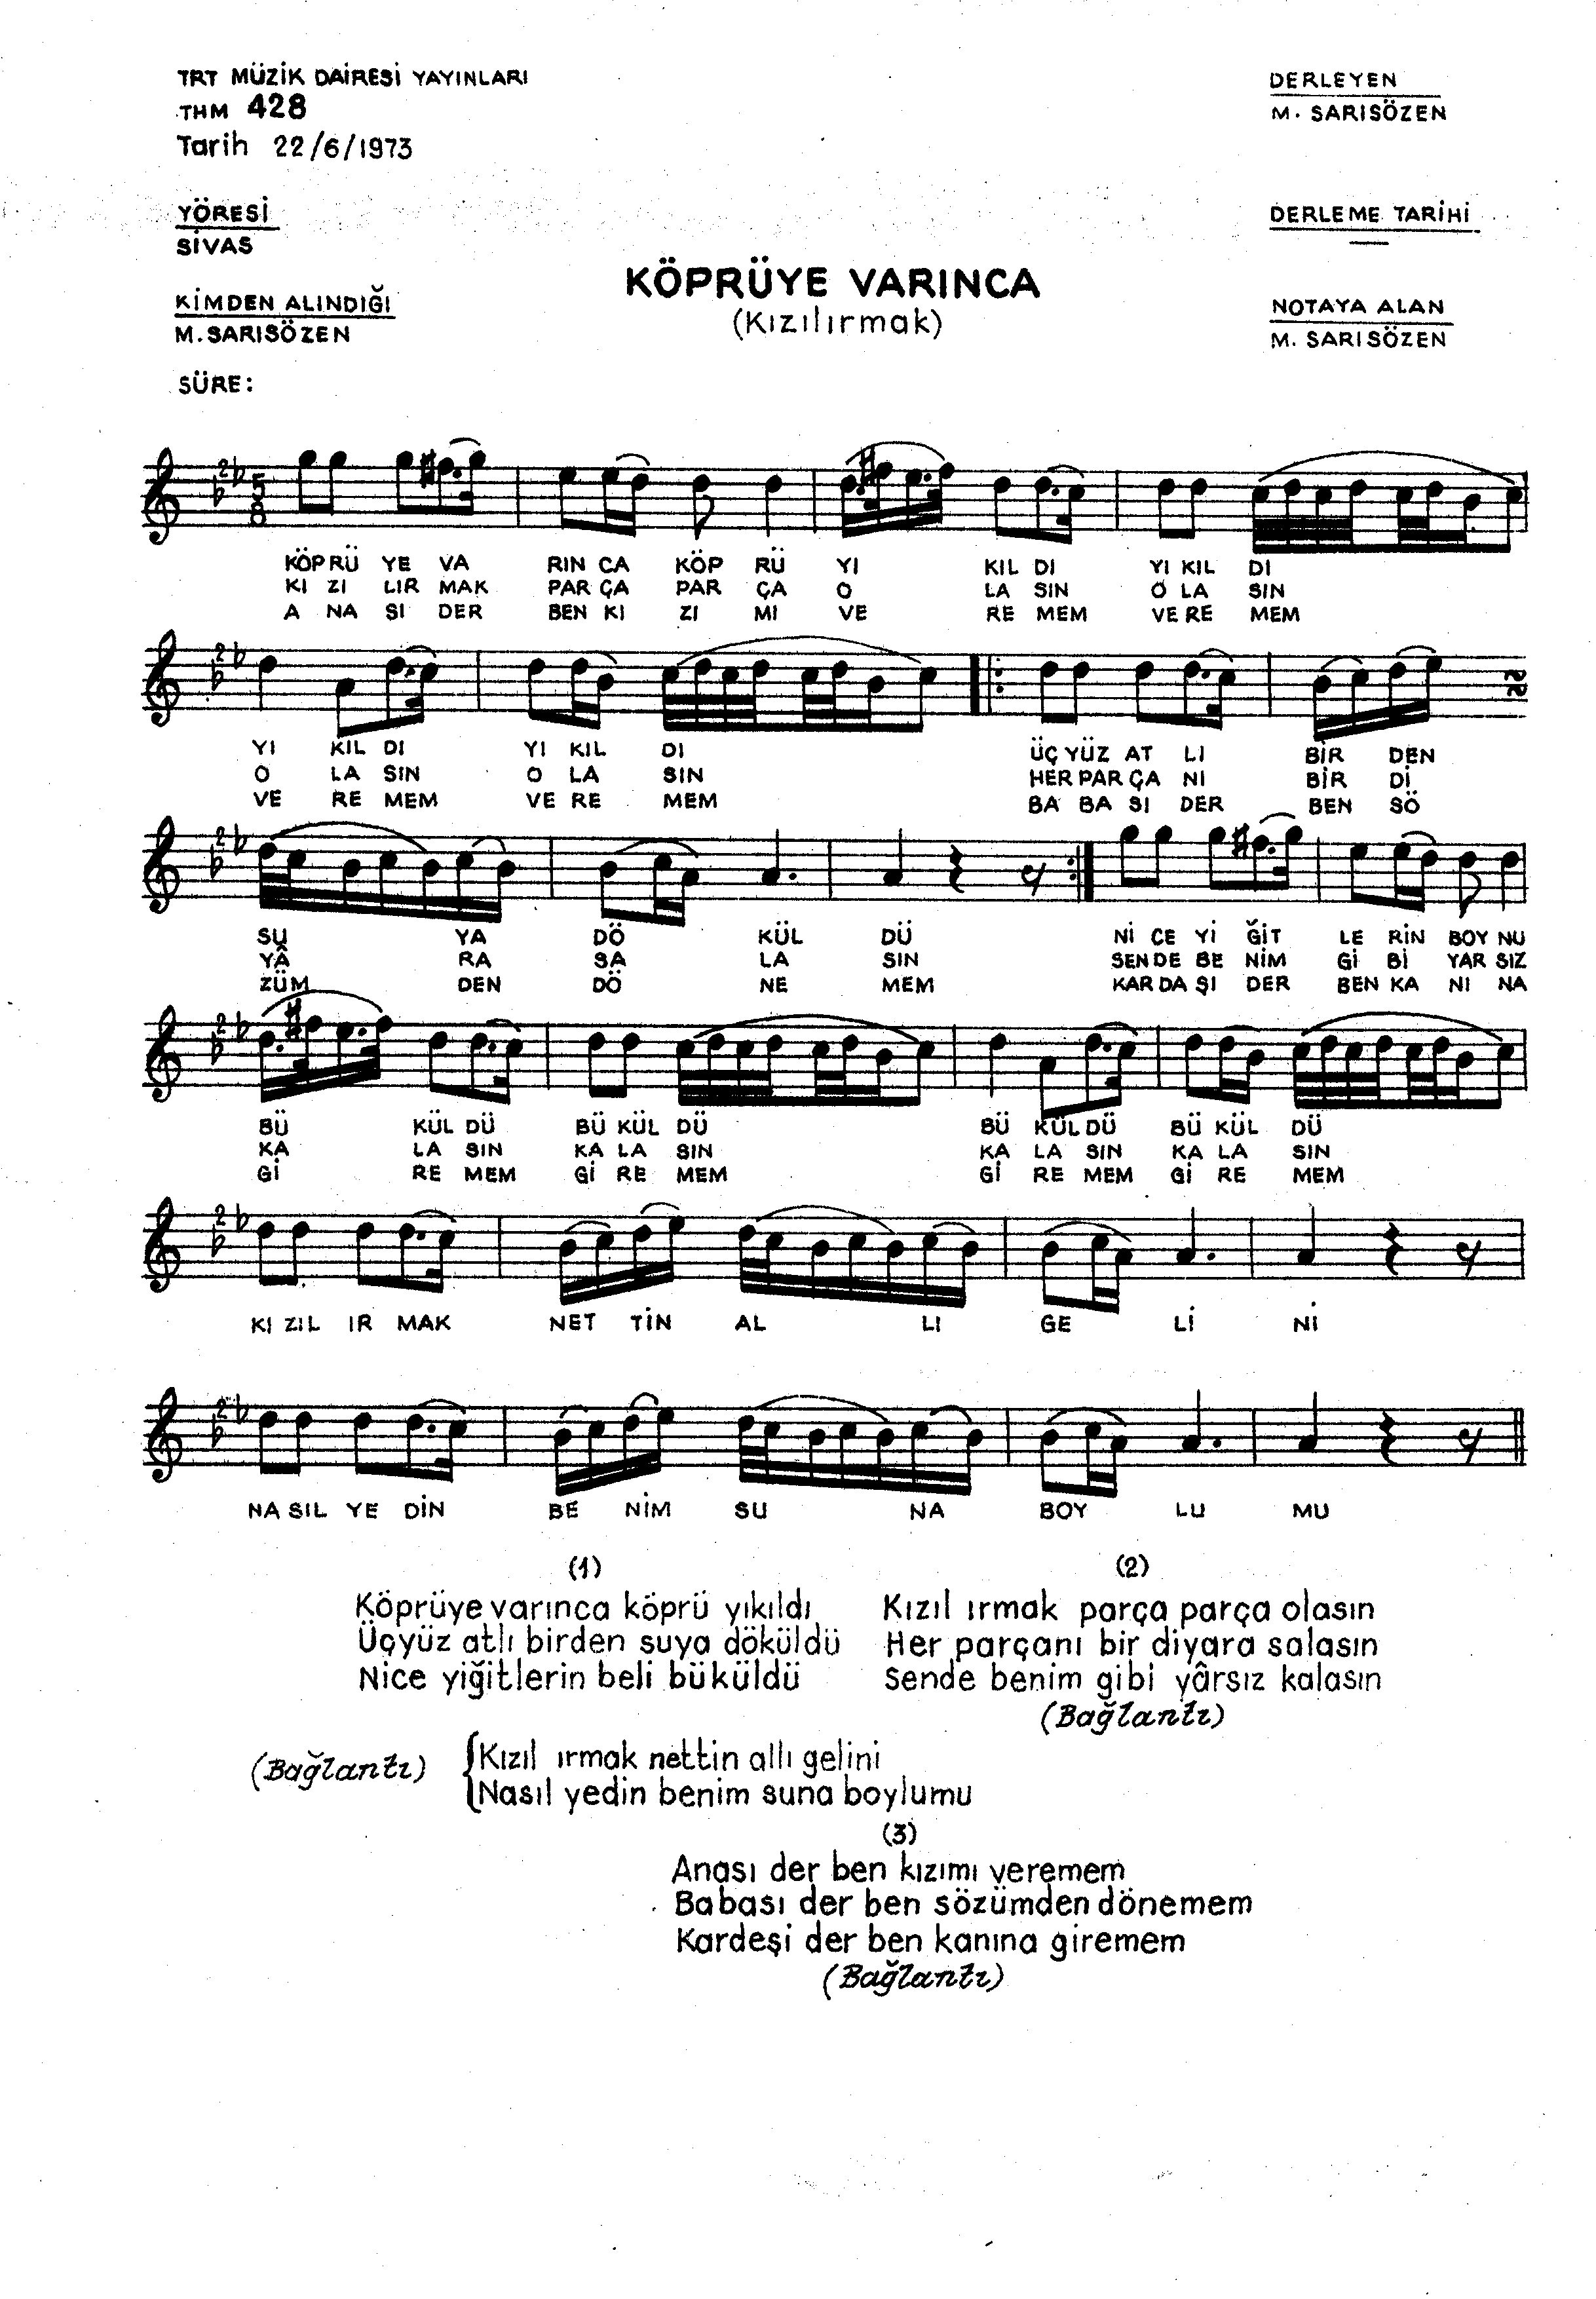 TRT MÜZİK DAİRESİ YAYINLARI
THM 428
Tarih 22/6/1973
DERLEYEN
M. SARISÖZEN
YÖRESİ
SİVAS
DERLEME TARİHİ
KÖPRÜYE VARINCA
(Kızılırmak)
KİMDEN ALINDIĞI
M. SARISÖZEN
NOTAYA ALAN
M. SARISÖZEN
SÜRE:
KÖPRÜ YE VA RIN CA KÖP RÜ YI KIL DI YI KIL DI
KI ZI LIR MAK PAR ÇA PAR ÇA O LA SIN O LA SIN
A NA SI DER BEN KI ZI MI VE RE MEM VE RE MEM
YI KIL DI YI KIL DI ÜÇ YÜZ AT LI BİR DEN
O LA SIN O LA SIN HER PAR ÇA NI BİR Dİ
VE RE MEM VE RE MEM BA BA SI DER BEN SÖ
SU YA DÖ KÜL DÜ Nİ CE Yİ ĞİT LE RİN BOY NU
YÂ RA SA LA SIN SEN DE BE NİM Gİ Bİ YAR SIZ
ZÜM DEN DÖ NE MEM KAR DA ŞI DER BEN KA NI NA
BÜ KÜL DÜ BÜ KÜL DÜ BÜ KÜL DÜ BÜ KÜL DÜ
KA LA SIN KA LA SIN KA LA SIN KA LA SIN
Gİ RE MEM Gİ RE MEM Gİ RE MEM Gİ RE MEM
KI ZIL IR MAK NET TİN AL LI GE Lİ Nİ
NA SIL YE DİN BE NİM SU NA BOY LU MU
(1)
Köprüye varınca köprü yıkıldı
Üçyüz atlı birden suya döküldü
Nice yiğitlerin beli büküldü
(2)
Kızıl ırmak parça parça olasın
Her parçanı bir diyara salasın
Sende benim gibi yârsız kalasın
(Bağlantı)
(Bağlantı) Kızıl ırmak nettin allı gelini
Nasıl yedin benim suna boylumu
(3)
Anası der ben kızımı veremem
Babası der ben sözümden dönemem
Kardeşi der ben kanına giremem
(Bağlantı)